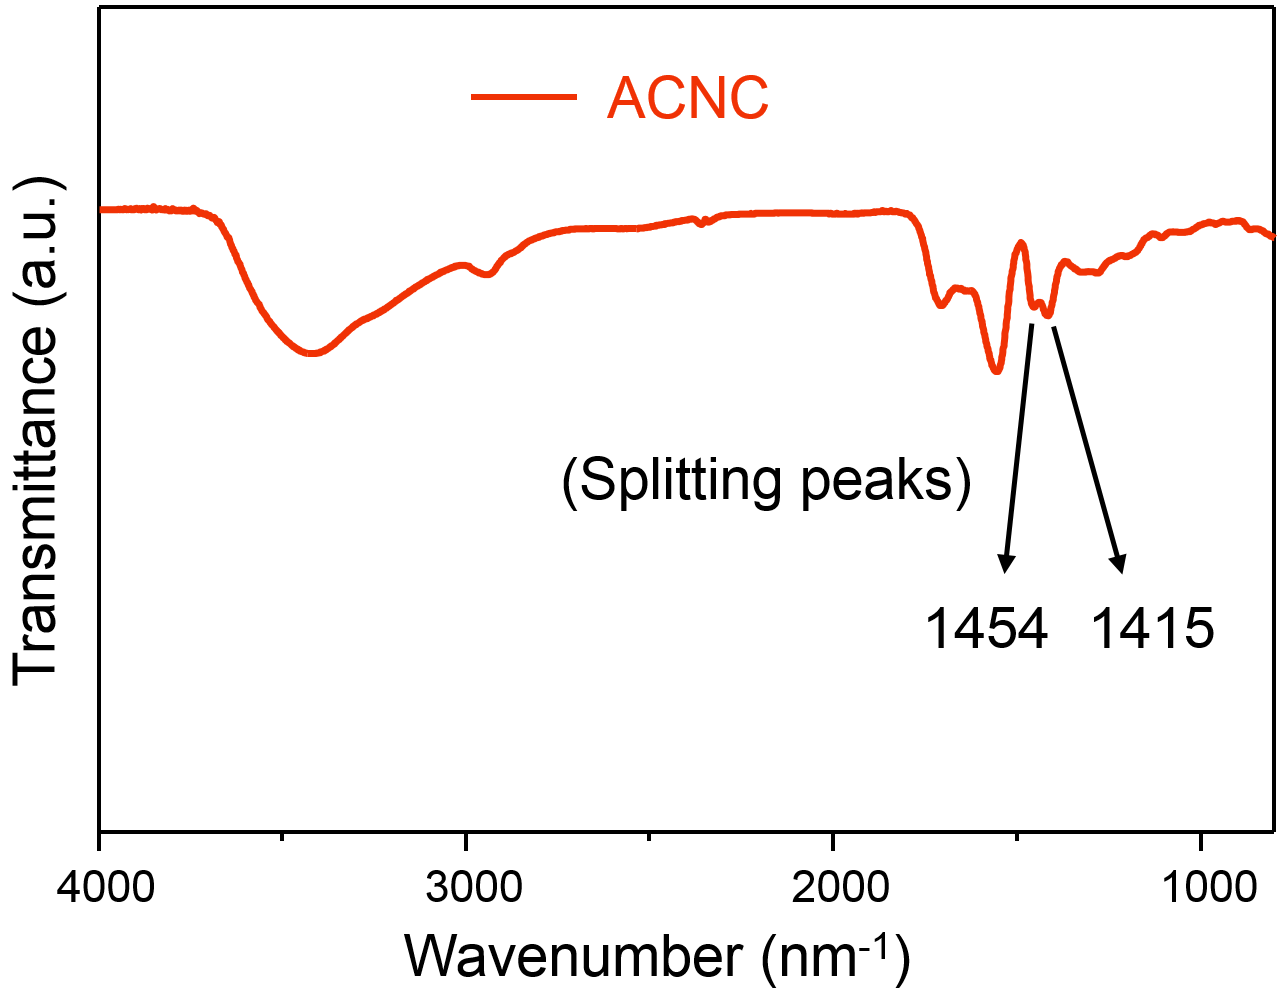 ACNC
Transmittance (a.u.)
(Splitting peaks)
1454 1415
4000 3000 2000 1000
Wavenumber (nm⁻¹)